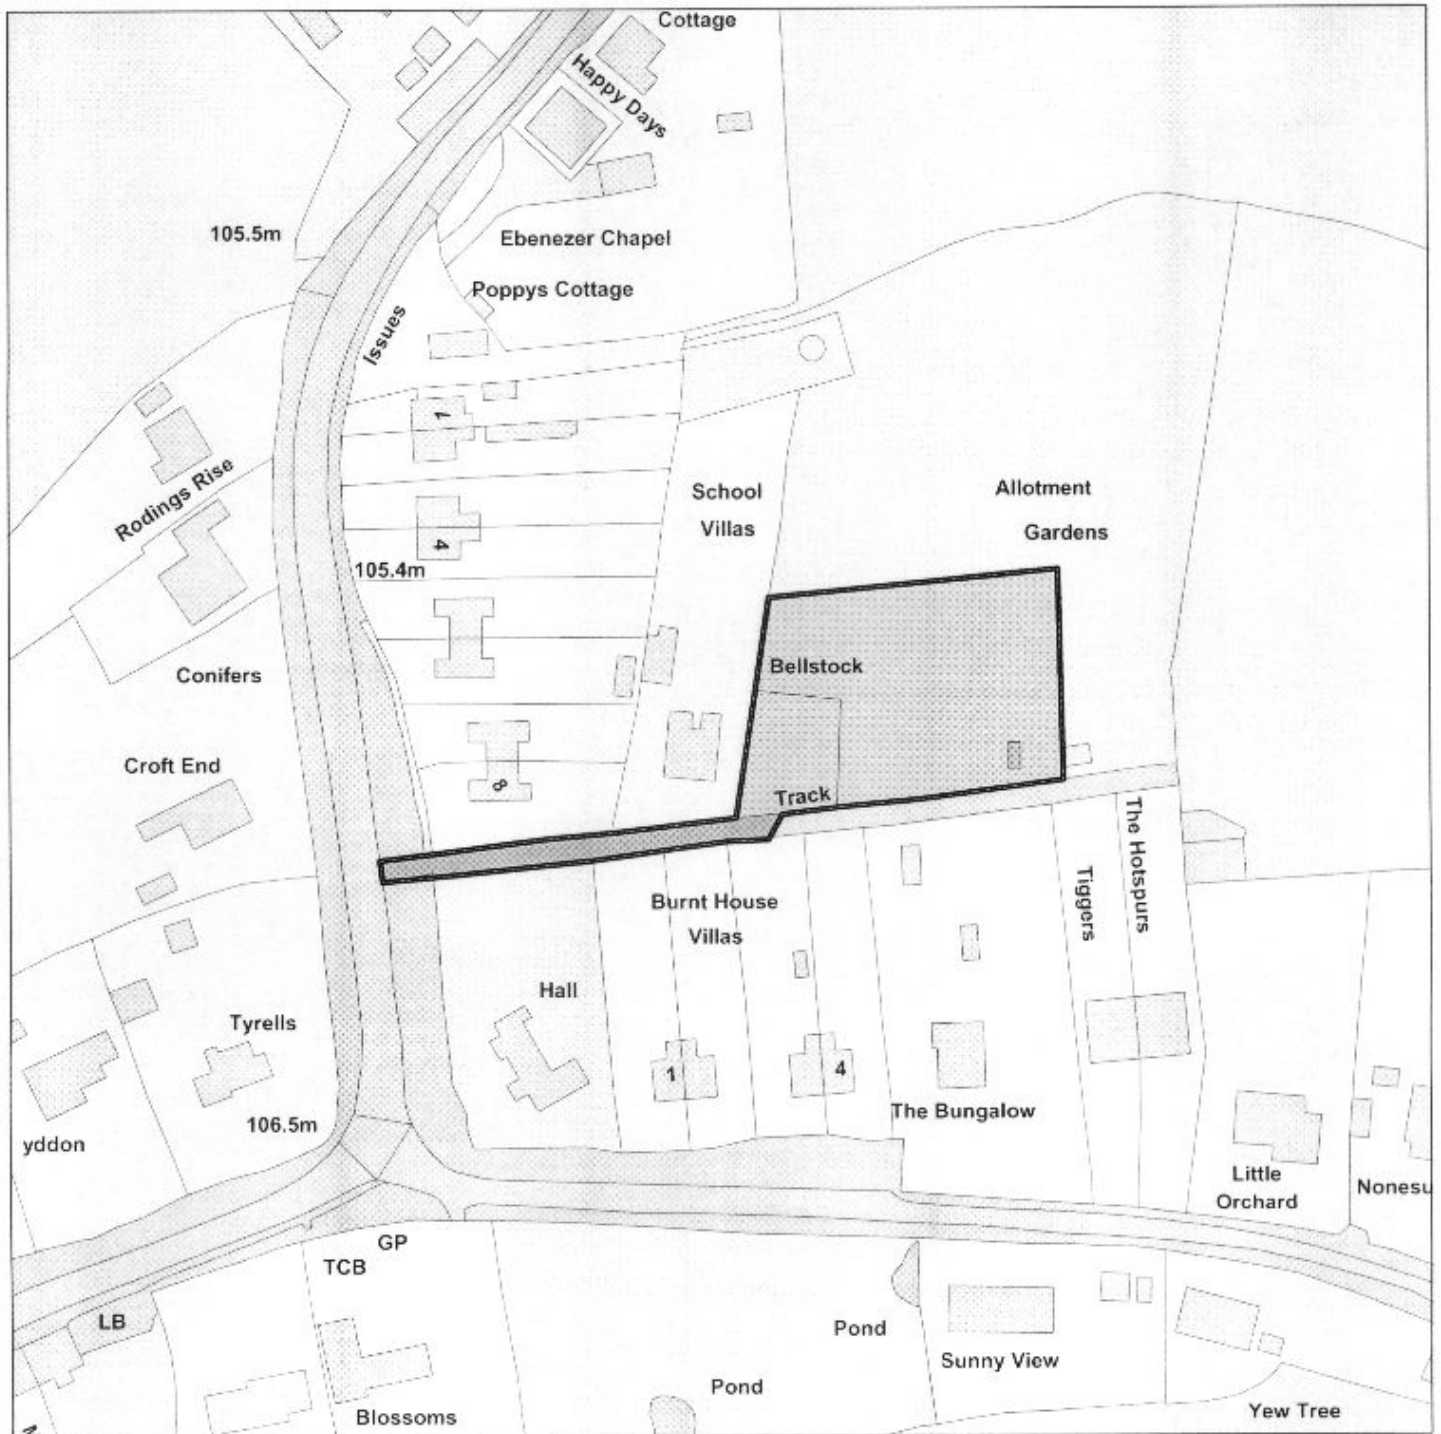 Cottage
Happy Days
105.5m
Ebenezer Chapel
Poppys Cottage
Issues
7
Rodings Rise
School
Villas
Allotment
Gardens
4
105.4m
Bellstock
Conifers
Croft End
8
Track
The Hotspurs
Tiggers
Burnt House
Villas
Hall
Tyrells
1
4
The Bungalow
106.5m
yddon
Little
Orchard
Nonesu
GP
TCB
LB
Pond
Sunny View
Pond
Blossoms
Yew Tree